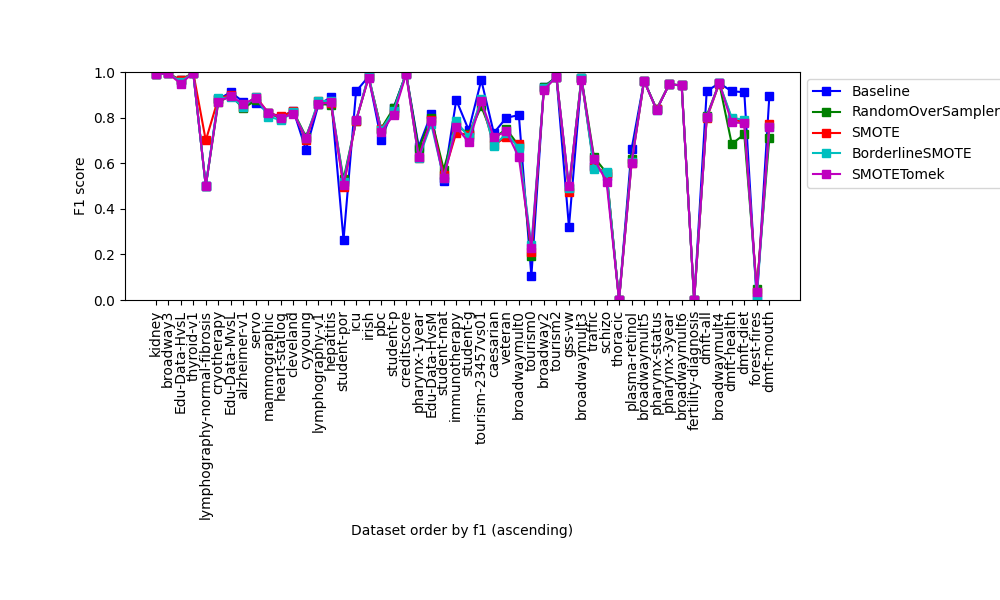 1.0
0.8
0.6
0.4
0.2
0.0
F1 score
Baseline
RandomOverSampler
SMOTE
BorderlineSMOTE
SMOTETomek
kidney
broadway3
Edu-Data-HvsL
thyroid-v1
lymphography-normal-fibrosis
cryotherapy
Edu-Data-MvsL
alzheimer-v1
servo
mammographic
heart-statlog
cleveland
cyyoung
lymphography-v1
hepatitis
student-por
icu
irish
pbc
student-p
creditscore
pharynx-1year
Edu-Data-HvsM
student-mat
immunotherapy
student-g
tourism-23457vs01
caesarian
veteran
broadwaymult0
tourism0
broadway2
tourism2
gss-vw
broadwaymult3
traffic
schizo
thoracic
plasma-retinol
broadwaymult5
pharynx-status
pharynx-3year
broadwaymult6
fertility-diagnosis
dmft-all
broadwaymult4
dmft-health
dmft-diet
forest-fires
dmft-mouth
Dataset order by f1 (ascending)